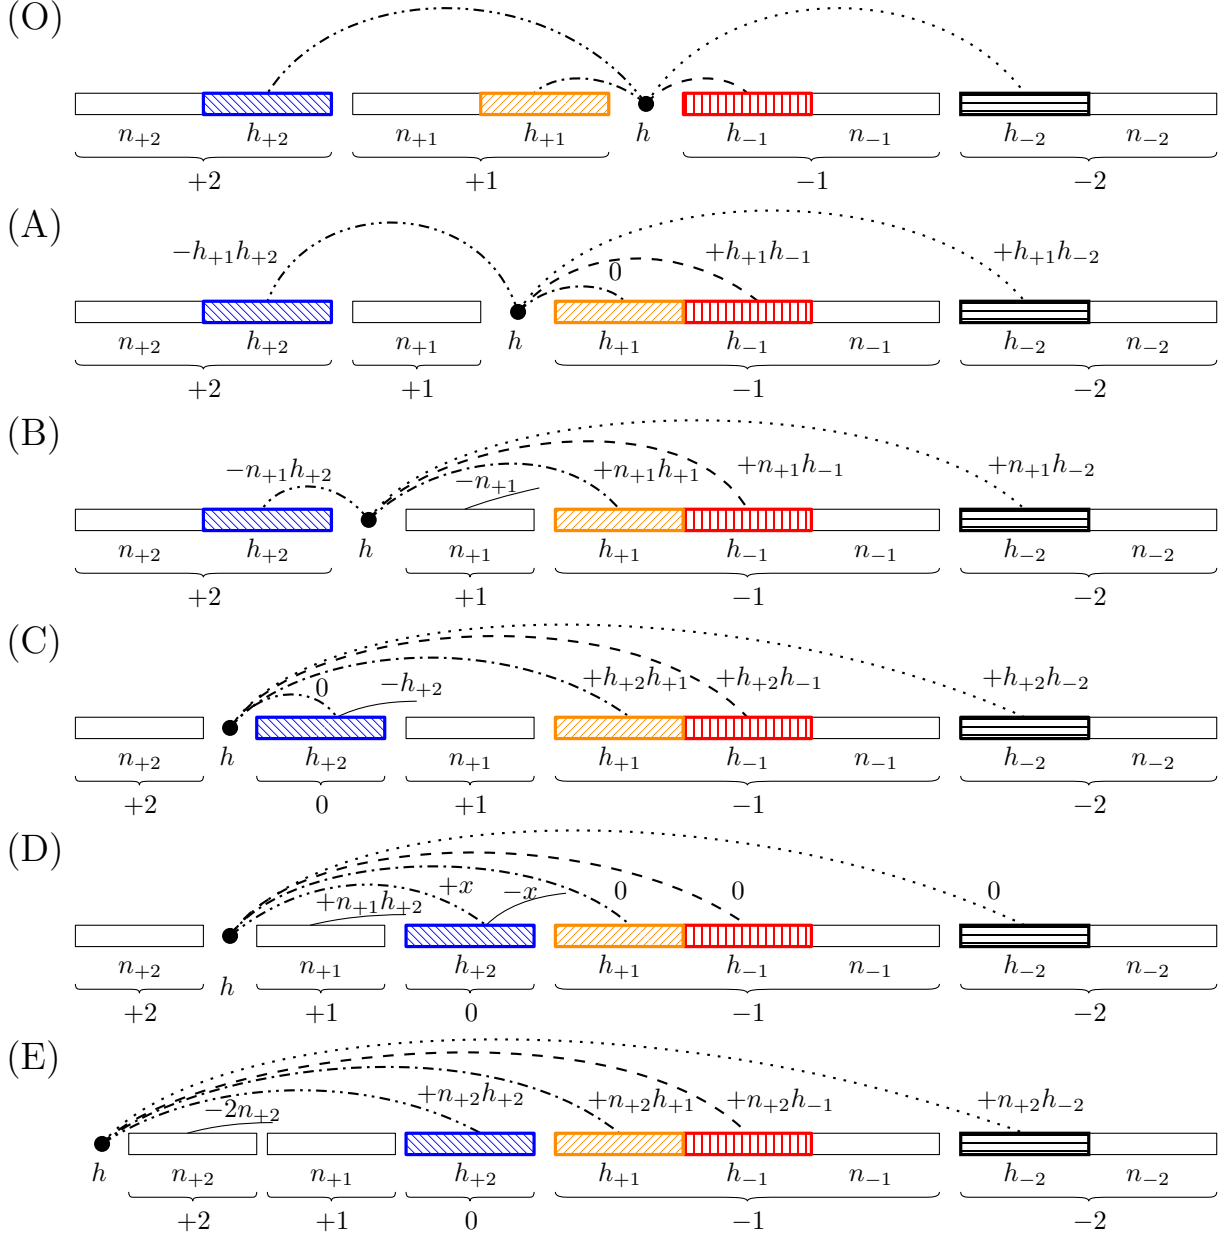 (O)
n₊₂ h₊₂ n₊₁ h₊₁ h h₋₁ n₋₁ h₋₂ n₋₂
+2 +1 −1 −2
(A)
−h₊₁h₊₂ 0 +h₊₁h₋₁ +h₊₁h₋₂
n₊₂ h₊₂ n₊₁ h h₊₁ h₋₁ n₋₁ h₋₂ n₋₂
+2 +1 −1 −2
(B)
−n₊₁h₊₂ −n₊₁ +n₊₁h₊₁ +n₊₁h₋₁ +n₊₁h₋₂
n₊₂ h₊₂ h n₊₁ h₊₁ h₋₁ n₋₁ h₋₂ n₋₂
+2 +1 −1 −2
(C)
0 −h₊₂ +h₊₂h₊₁ +h₊₂h₋₁ +h₊₂h₋₂
n₊₂ h h₊₂ n₊₁ h₊₁ h₋₁ n₋₁ h₋₂ n₋₂
+2 0 +1 −1 −2
(D)
+n₊₁h₊₂ +x −x 0 0 0
n₊₂ h n₊₁ h₊₂ h₊₁ h₋₁ n₋₁ h₋₂ n₋₂
+2 +1 0 −1 −2
(E)
−2n₊₂ +n₊₂h₊₂ +n₊₂h₊₁ +n₊₂h₋₁ +n₊₂h₋₂
h n₊₂ n₊₁ h₊₂ h₊₁ h₋₁ n₋₁ h₋₂ n₋₂
+2 +1 0 −1 −2